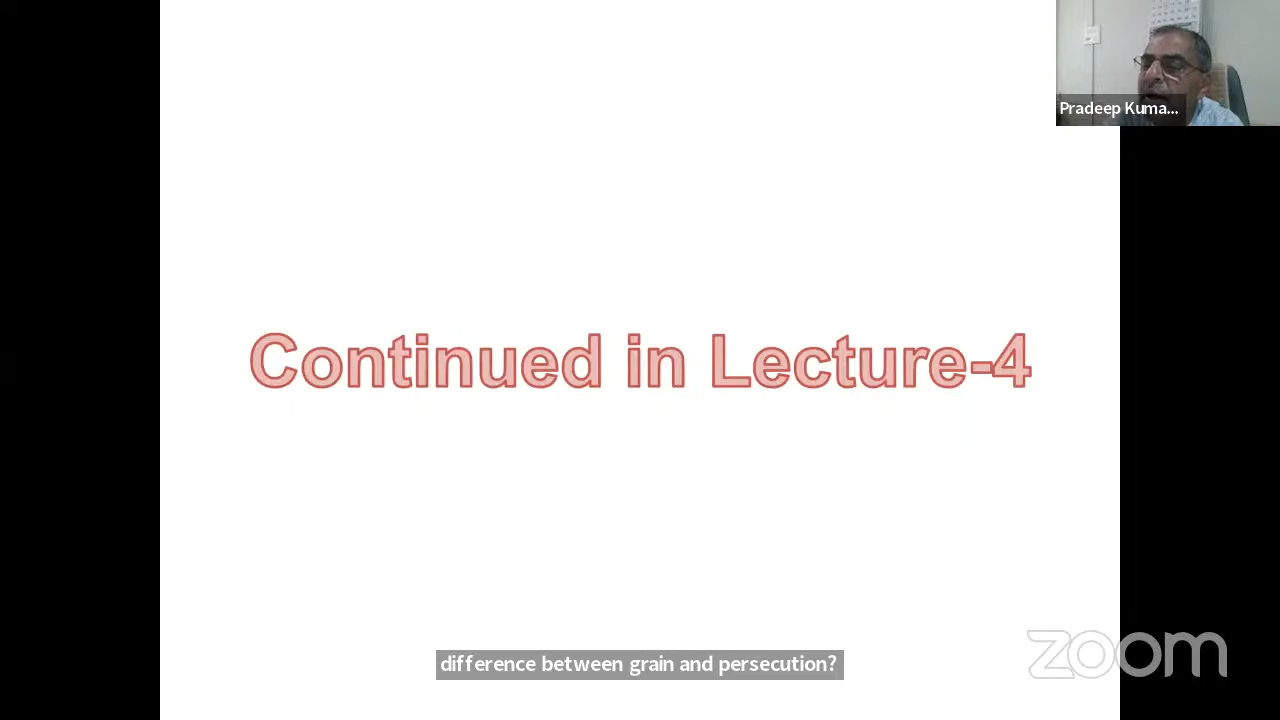 Pradeep Kuma...
Continued in Lecture-4
difference between grain and persecution?
zoom